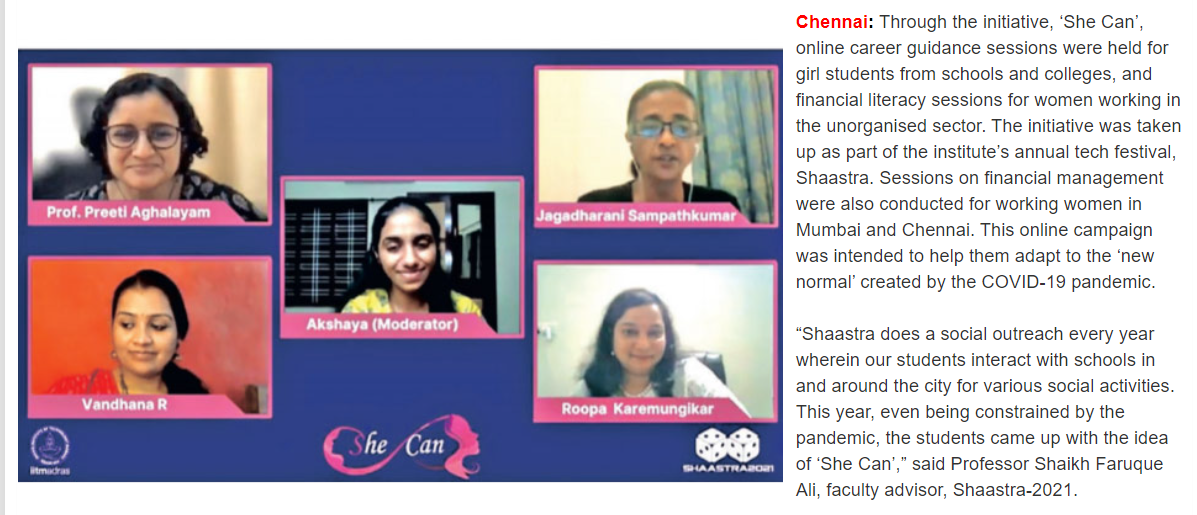 Prof. Preeti Aghalayam
Jagadharani Sampathkumar
Akshaya (Moderator)
Vandhana R
Roopa Karemungikar
iitmadras
She Can
SHAASTRA2021
Chennai: Through the initiative, ‘She Can’,
online career guidance sessions were held for
girl students from schools and colleges, and
financial literacy sessions for women working in
the unorganised sector. The initiative was taken
up as part of the institute’s annual tech festival,
Shaastra. Sessions on financial management
were also conducted for working women in
Mumbai and Chennai. This online campaign
was intended to help them adapt to the ‘new
normal’ created by the COVID-19 pandemic.
“Shaastra does a social outreach every year
wherein our students interact with schools in
and around the city for various social activities.
This year, even being constrained by the
pandemic, the students came up with the idea
of ‘She Can’,” said Professor Shaikh Faruque
Ali, faculty advisor, Shaastra-2021.